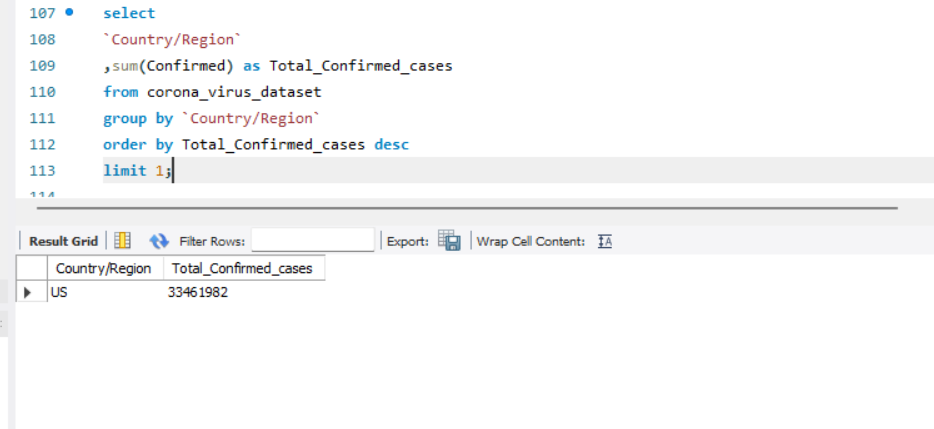 107 select
108 `Country/Region`
109 ,sum(Confirmed) as Total_Confirmed_cases
110 from corona_virus_dataset
111 group by `Country/Region`
112 order by Total_Confirmed_cases desc
113 limit 1;
114
Result Grid Filter Rows: Export: Wrap Cell Content: IA
Country/Region Total_Confirmed_cases
US 33461982